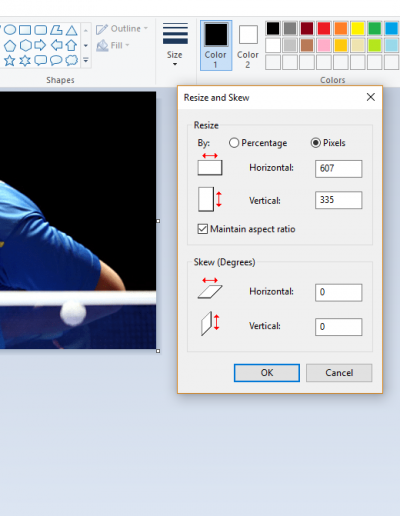 Outline
Fill
Size
Color
1
Color
2
Shapes
Colors
Resize and Skew
Resize
By:
Percentage
Pixels
Horizontal:
607
Vertical:
335
Maintain aspect ratio
Skew (Degrees)
Horizontal:
0
Vertical:
0
OK
Cancel